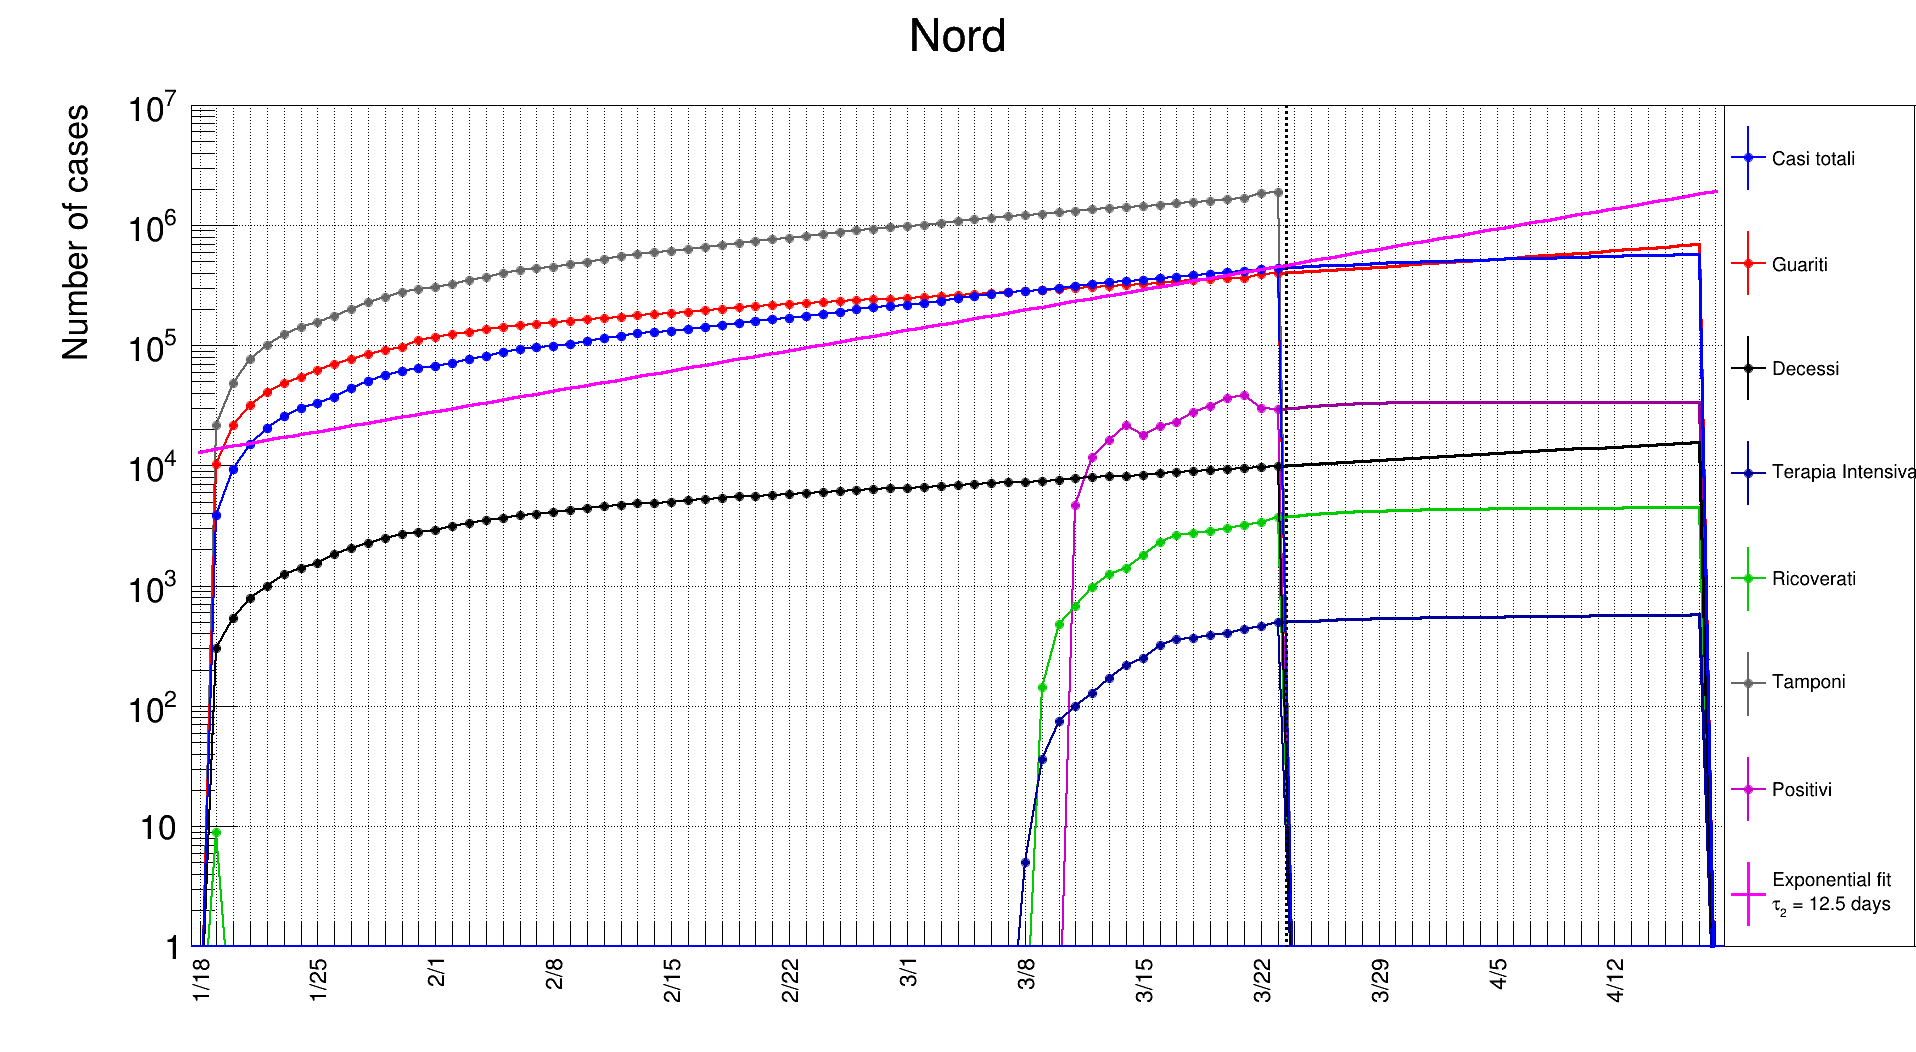 Nord
Number of cases
10^7
10^6
10^5
10^4
10^3
10^2
10
1
1/18
1/25
2/1
2/8
2/15
2/22
3/1
3/8
3/15
3/22
3/29
4/5
4/12
Casi totali
Guariti
Decessi
Terapia Intensiva
Ricoverati
Tamponi
Positivi
Exponential fit
τ₂ = 12.5 days